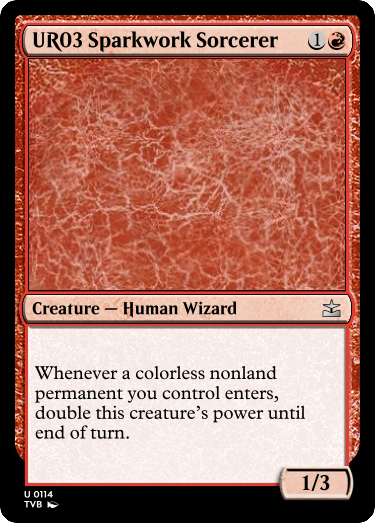 UR03 Sparkwork Sorcerer 1
Creature — Human Wizard
Whenever a colorless nonland
permanent you control enters,
double this creature's power until
end of turn.
1/3
U 0114
TVB